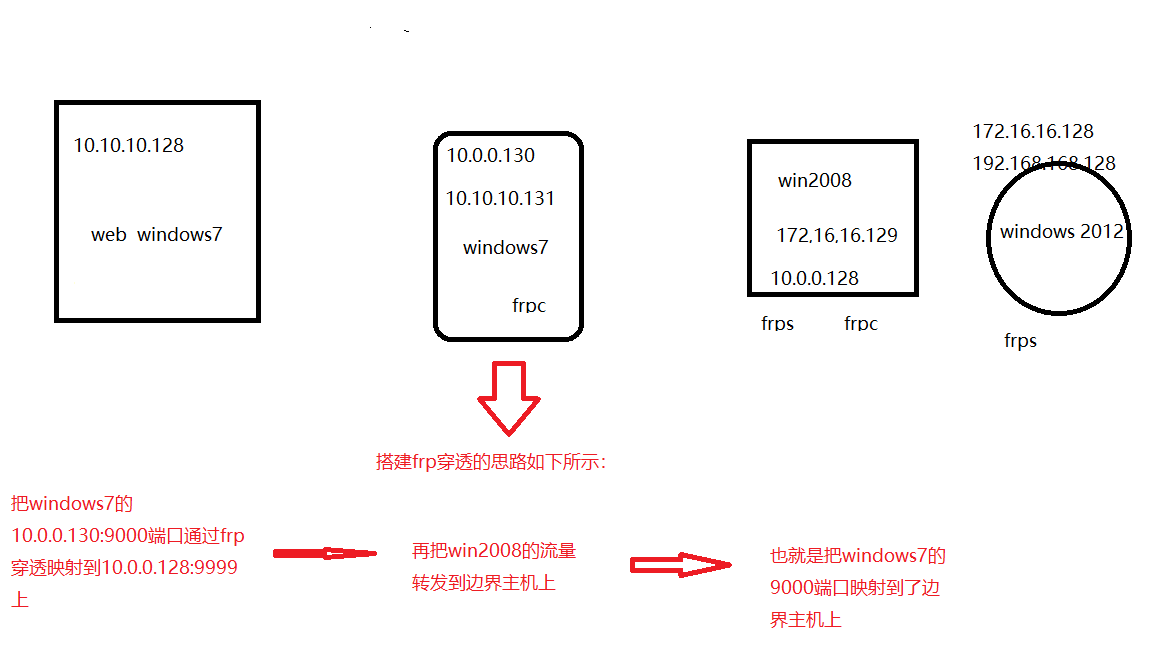 10.10.10.128
web windows7
10.0.0.130
10.10.10.131
windows7
frpc
win2008
172,16,16.129
10.0.0.128
frps frpc
172.16.16.128
192.168.168.128
windows 2012
frps
搭建frp穿透的思路如下所示：
把windows7的
10.0.0.130:9000端口通过frp
穿透映射到10.0.0.128:9999
上
再把win2008的流量
转发到边界主机上
也就是把windows7的
9000端口映射到了边
界主机上